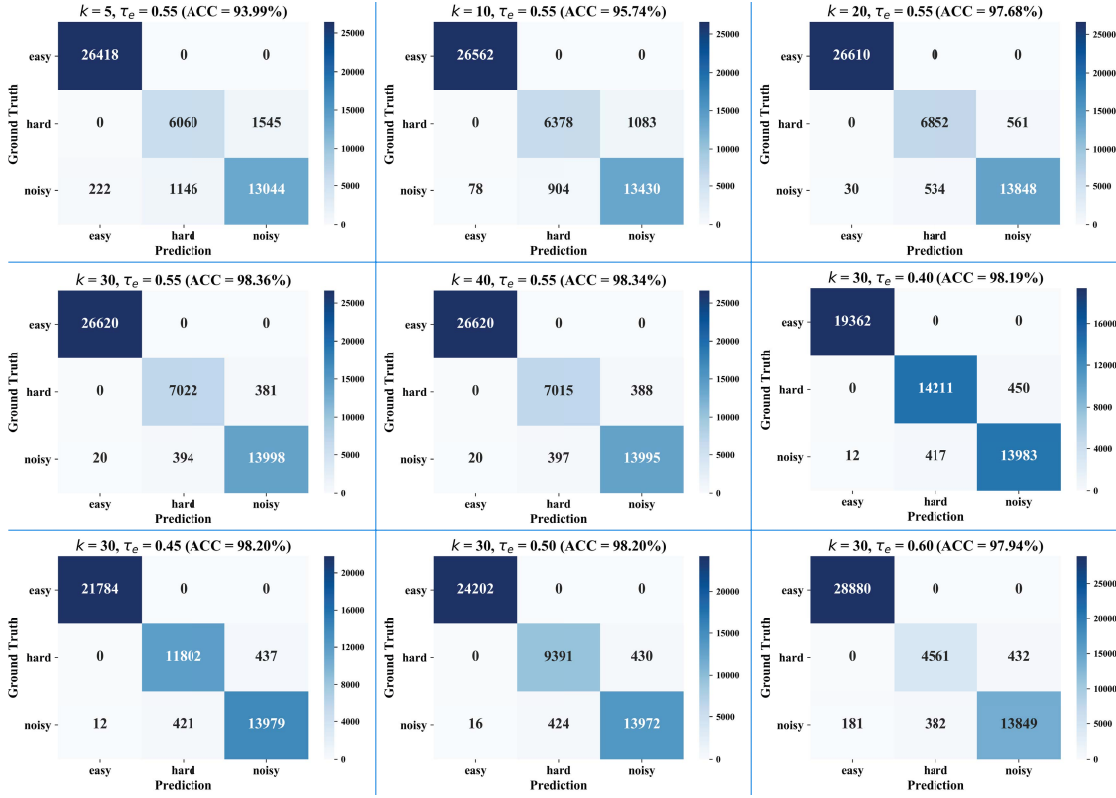 k = 5, τe = 0.55 (ACC = 93.99%)
easy 26418 0 0
hard 0 6060 1545
noisy 222 1146 13044
easy hard noisy
Prediction
Ground Truth
25000
20000
15000
10000
5000
0
k = 10, τe = 0.55 (ACC = 95.74%)
easy 26562 0 0
hard 0 6378 1083
noisy 78 904 13430
easy hard noisy
Prediction
Ground Truth
25000
20000
15000
10000
5000
0
k = 20, τe = 0.55 (ACC = 97.68%)
easy 26610 0 0
hard 0 6852 561
noisy 30 534 13848
easy hard noisy
Prediction
Ground Truth
25000
20000
15000
10000
5000
0
k = 30, τe = 0.55 (ACC = 98.36%)
easy 26620 0 0
hard 0 7022 381
noisy 20 394 13998
easy hard noisy
Prediction
Ground Truth
25000
20000
15000
10000
5000
0
k = 40, τe = 0.55 (ACC = 98.34%)
easy 26620 0 0
hard 0 7015 388
noisy 20 397 13995
easy hard noisy
Prediction
Ground Truth
25000
20000
15000
10000
5000
0
k = 30, τe = 0.40 (ACC = 98.19%)
easy 19362 0 0
hard 0 14211 450
noisy 12 417 13983
easy hard noisy
Prediction
Ground Truth
16000
12000
8000
4000
0
k = 30, τe = 0.45 (ACC = 98.20%)
easy 21784 0 0
hard 0 11802 437
noisy 12 421 13979
easy hard noisy
Prediction
Ground Truth
20000
16000
12000
8000
4000
0
k = 30, τe = 0.50 (ACC = 98.20%)
easy 24202 0 0
hard 0 9391 430
noisy 16 424 13972
easy hard noisy
Prediction
Ground Truth
20000
15000
10000
5000
0
k = 30, τe = 0.60 (ACC = 97.94%)
easy 28880 0 0
hard 0 4561 432
noisy 181 382 13849
easy hard noisy
Prediction
Ground Truth
25000
20000
15000
10000
5000
0